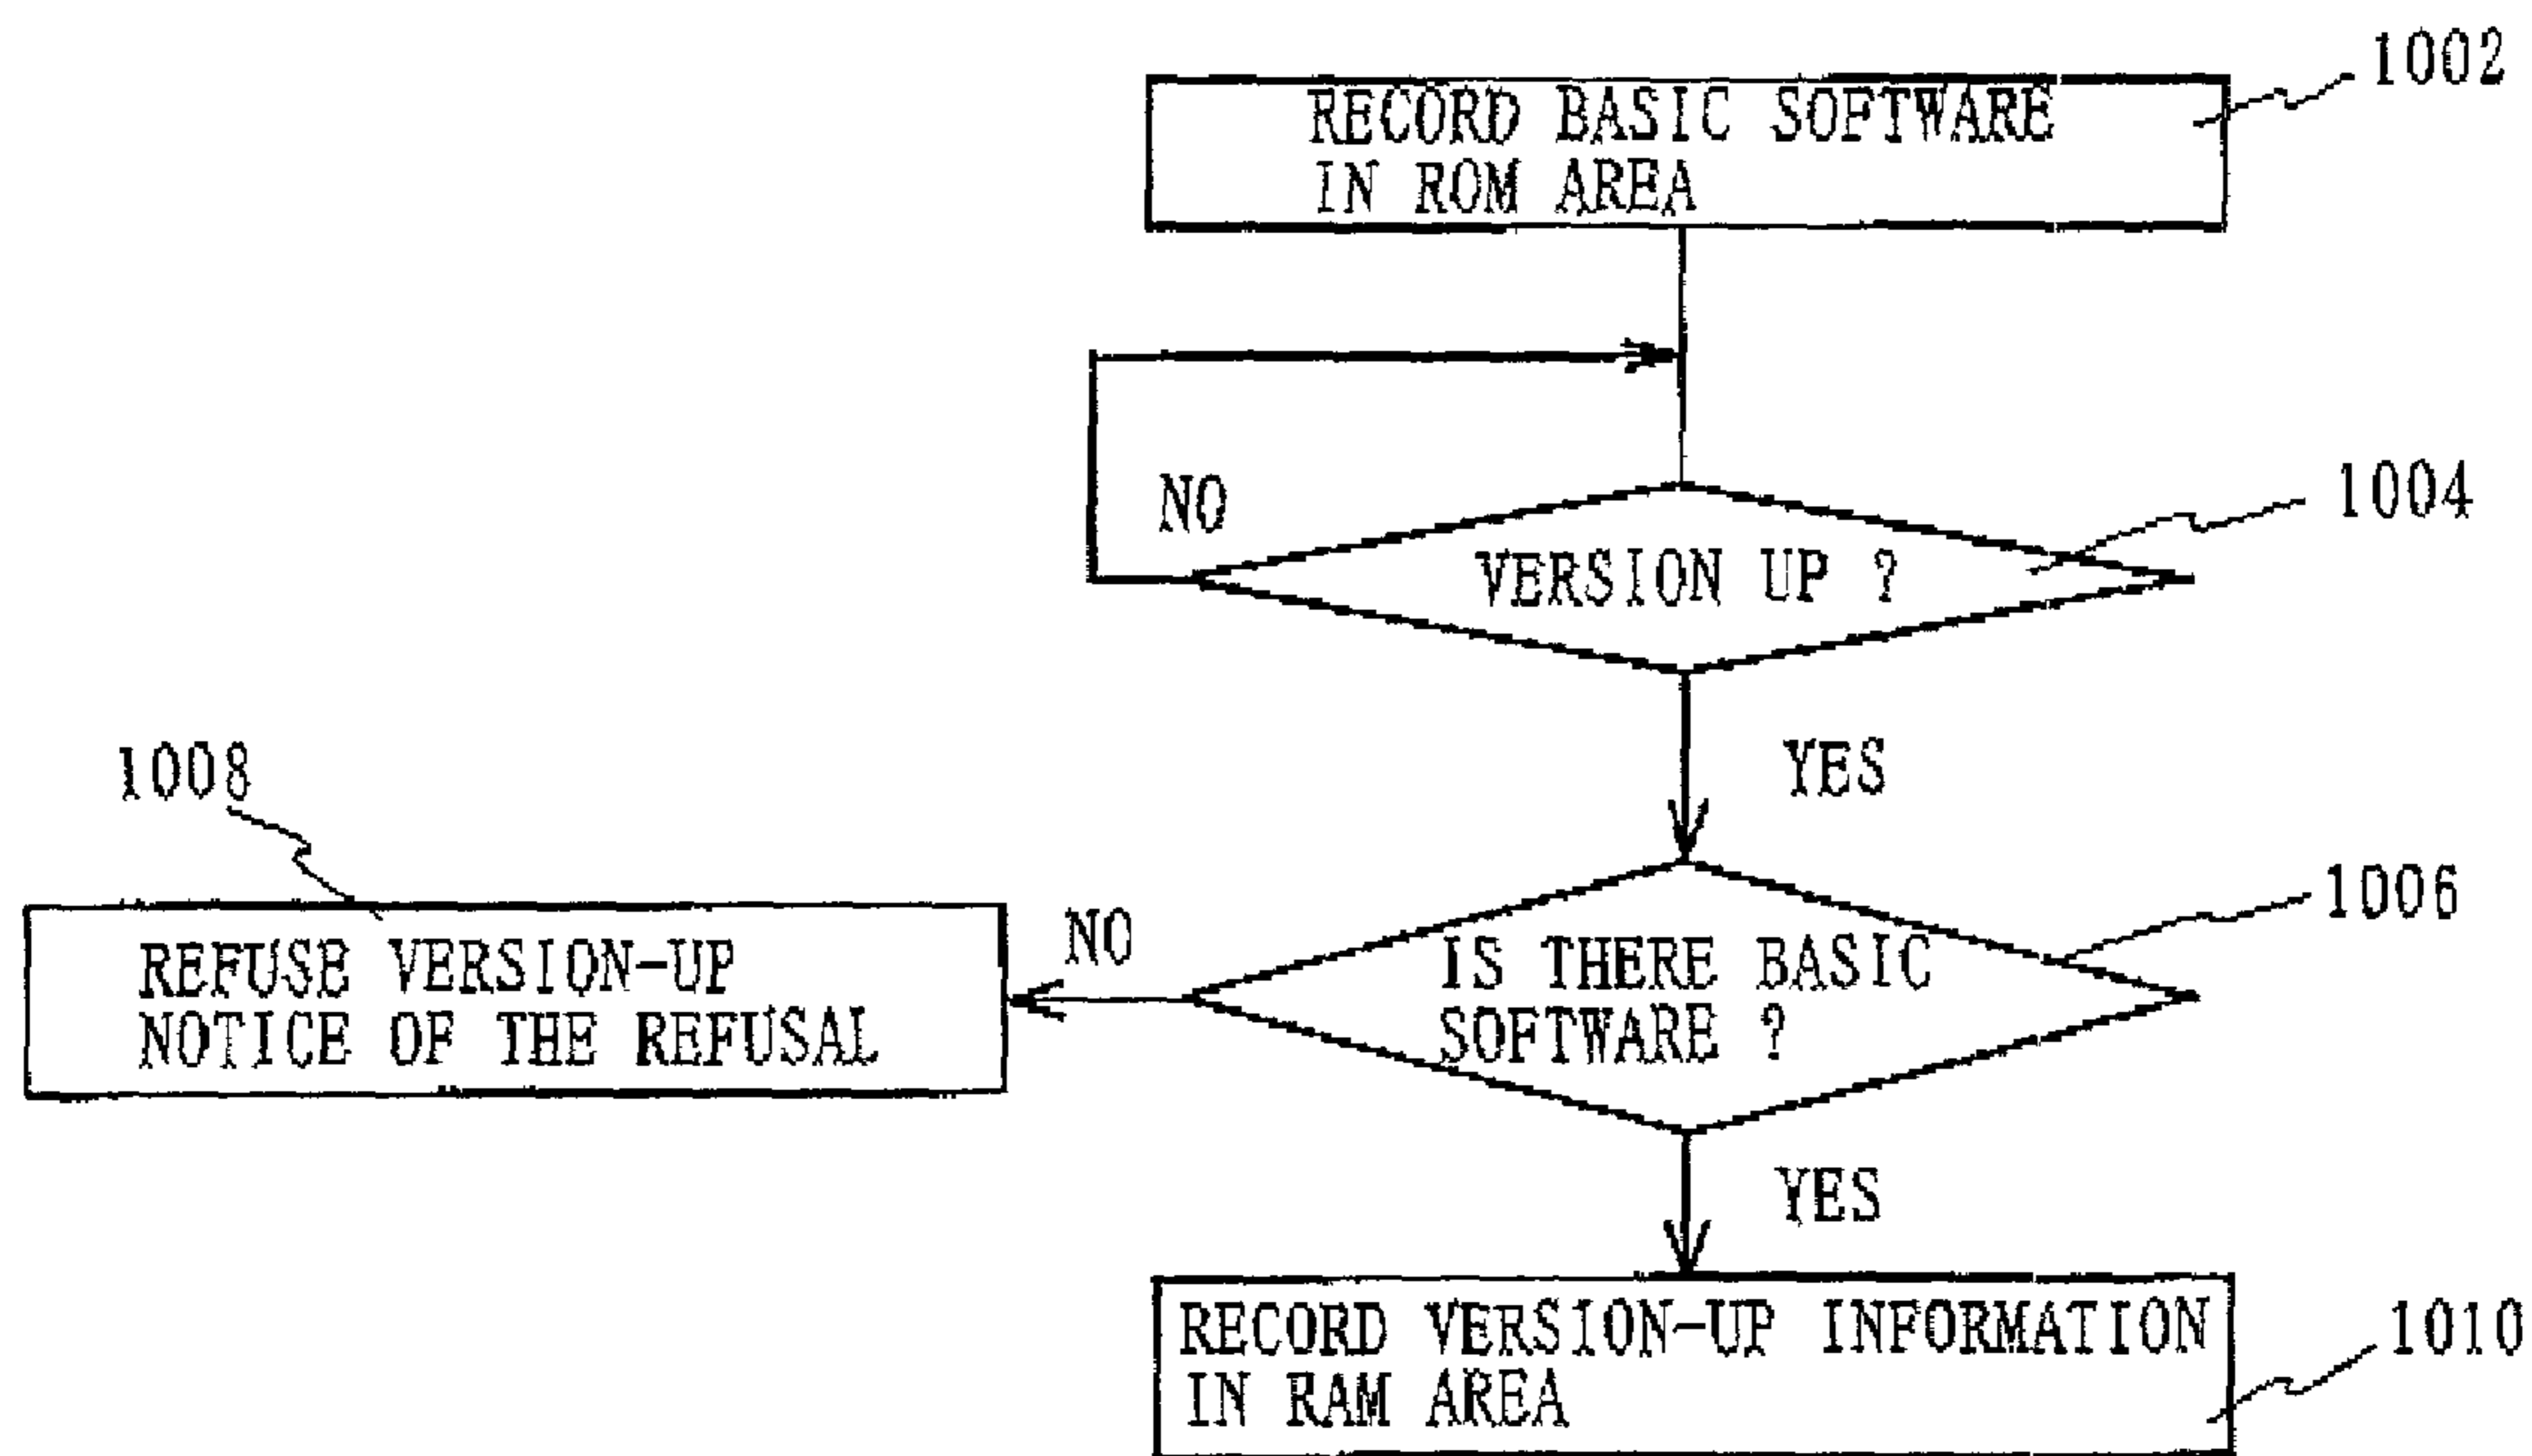 1002
RECORD BASIC SOFTWARE
IN ROM AREA
NO
1004
VERSION UP ?
YES
1008
1006
NO
IS THERE BASIC
SOFTWARE ?
REFUSE VERSION-UP
NOTICE OF THE REFUSAL
YES
RECORD VERSION-UP INFORMATION
IN RAM AREA
1010